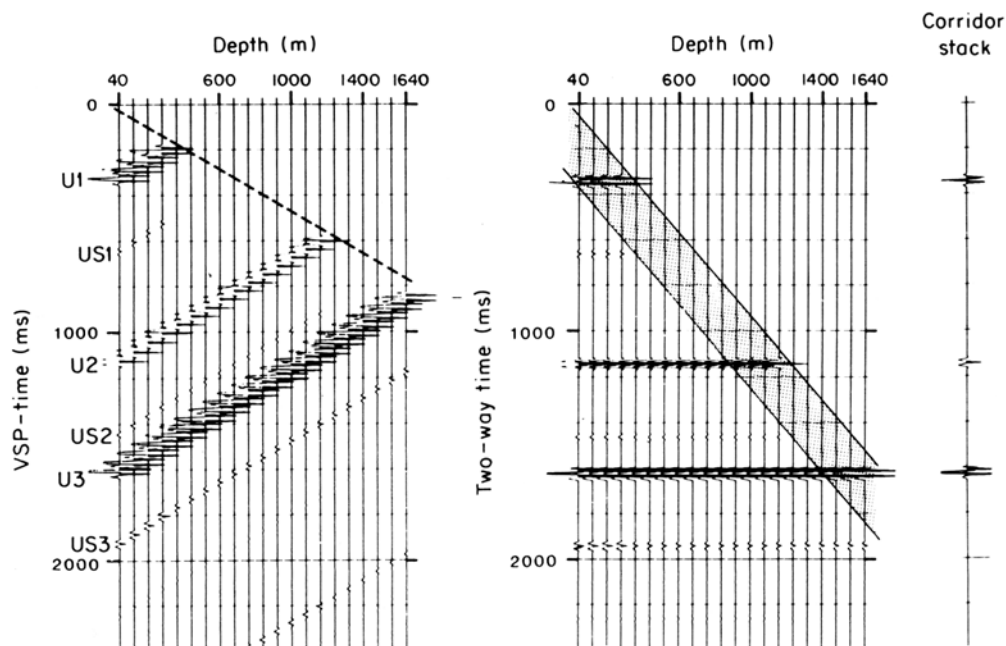 Depth (m)
40 600 1000 1400 1640
0
U1
US1
1000
U2
US2
U3
US3
2000
VSP-time (ms)
Depth (m)
40 600 1000 1400 1640
0
1000
2000
Two-way time (ms)
Corridor
stack